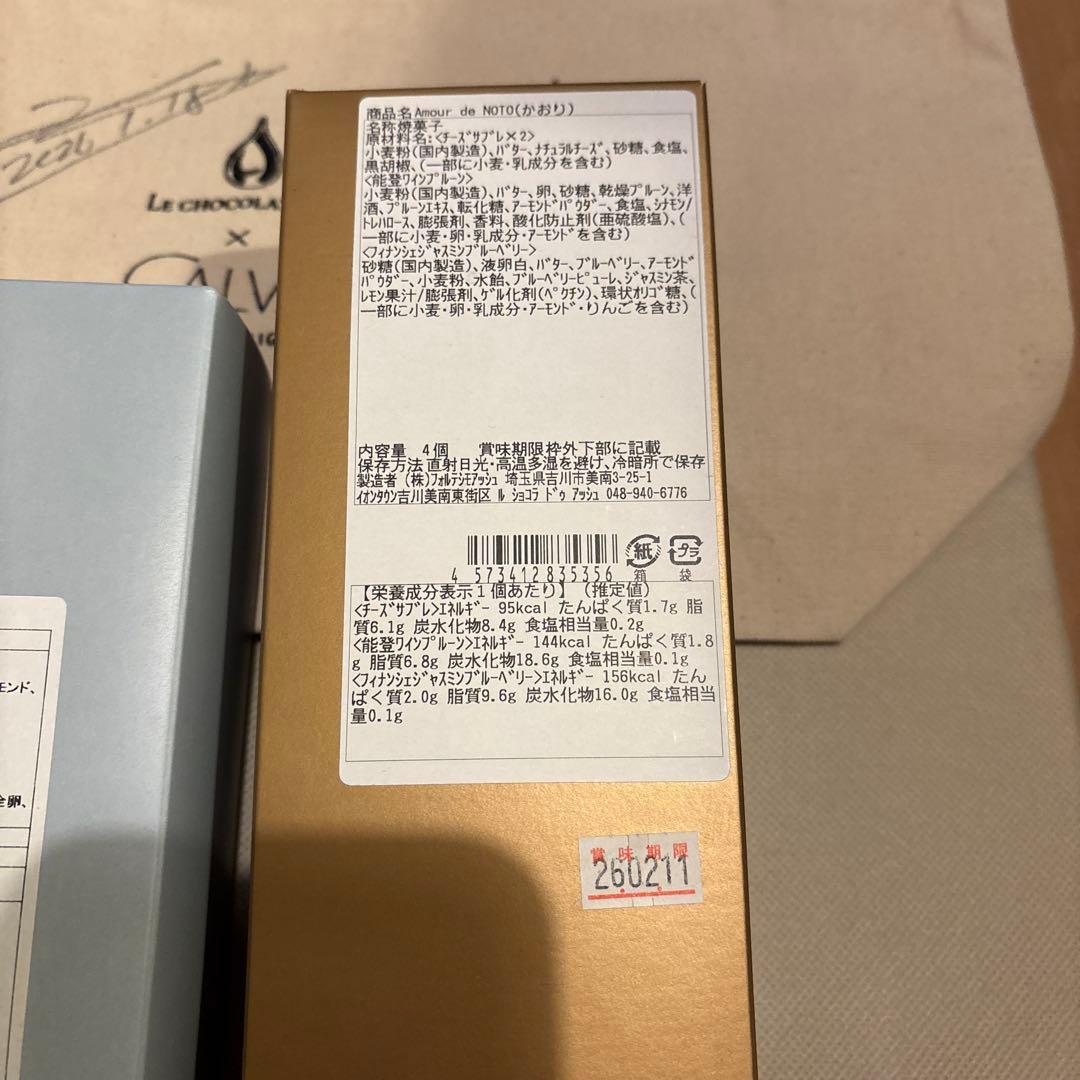 2026.1.18
LE CHOCOLA
×
商品名Amour de NOTO(かおり)
名称焼菓子
原材料名:<チーズサブレ×2>
小麦粉(国内製造)、バター、ナチュラルチーズ、砂糖、食塩、
黒胡椒、(一部に小麦・乳成分を含む)
<能登ワインプルーン>
小麦粉(国内製造)、バター、卵、砂糖、乾燥プルーン、洋
酒、プルーンエキス、転化糖、アーモンドパウダー、食塩、シナモン/
トレハロース、膨張剤、香料、酸化防止剤(亜硫酸塩)、(
一部に小麦・卵・乳成分・アーモンドを含む)
<フィナンシェジャスミンブルーベリー>
砂糖(国内製造)、液卵白、バター、ブルーベリー、アーモンド
パウダー、小麦粉、水飴、ブルーベリーピューレ、ジャスミン茶、
レモン果汁/膨張剤、ゲル化剤(ペクチン)、環状オリゴ糖、(
一部に小麦・卵・乳成分・アーモンド・りんごを含む)
内容量 4個 賞味期限枠外下部に記載
保存方法 直射日光・高温多湿を避け、冷暗所で保存
製造者 (株)フォルテシモアッシュ 埼玉県吉川市美南3-25-1
イオンタウン吉川美南東街区 ル ショコラ ドゥ アッシュ 048-940-6776
紙 プラ
4 573412835356 箱 袋
【栄養成分表示1個あたり】(推定値)
<チーズサブレ>エネルギー 95kcal たんぱく質1.7g 脂
質6.1g 炭水化物8.4g 食塩相当量0.2g
<能登ワインプルーン>エネルギー 144kcal たんぱく質1.8
g 脂質6.8g 炭水化物18.6g 食塩相当量0.1g
<フィナンシェジャスミンブルーベリー>エネルギー 156kcal たん
ぱく質2.0g 脂質9.6g 炭水化物16.0g 食塩相当
量0.1g
賞味期限
260211
モンド、
全卵、